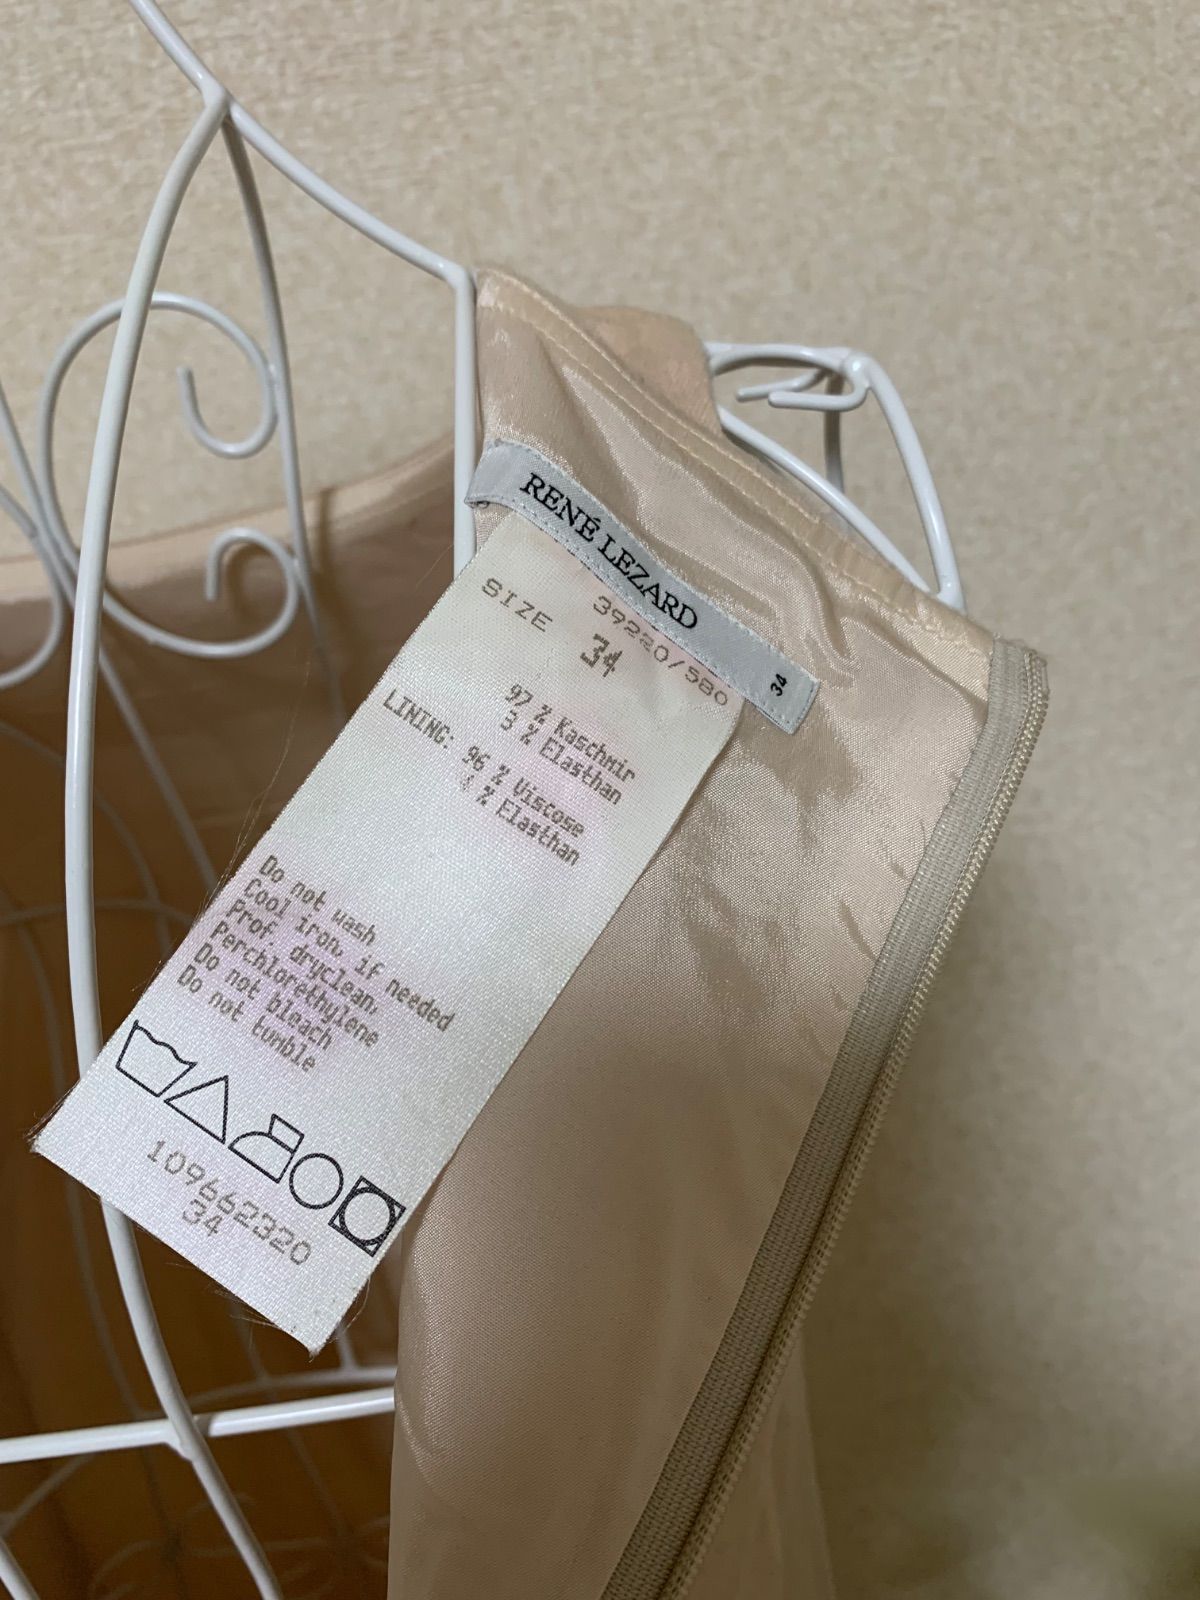 RENÉ LEZARD
34
39220/580
SIZE 34
97 % Kaschmir
3 % Elasthan
LINING: 96 % Viscose
4 % Elasthan
Do not wash
Cool iron, if needed
Prof. dryclean,
Perchlorethylene
Do not bleach
Do not tumble
109662320
34